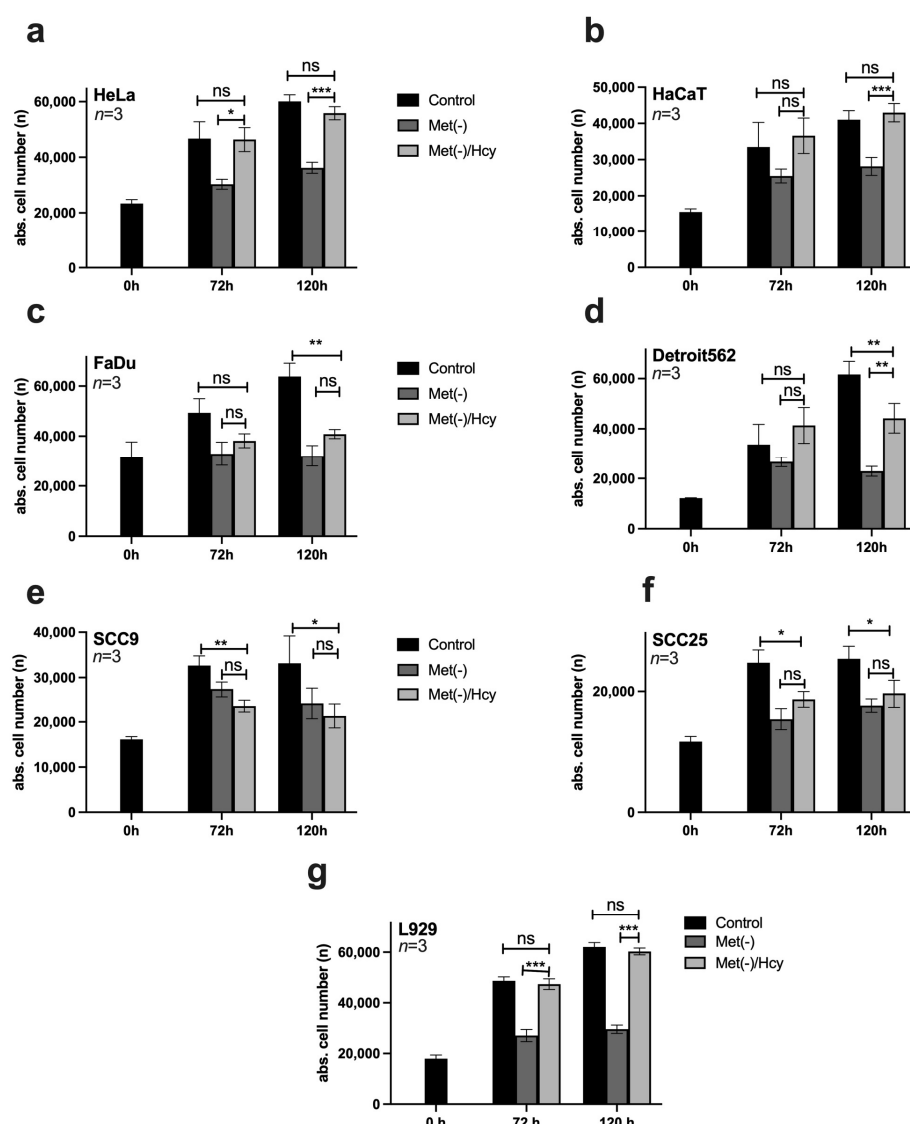 a
HeLa
n=3
abs. cell number (n)
60,000
40,000
20,000
0
ns
*
ns
***
0h
72h
120h
Control
Met(-)
Met(-)/Hcy
b
HaCaT
n=3
abs. cell number (n)
50,000
40,000
30,000
20,000
10,000
0
ns
ns
ns
***
0h
72h
120h
c
FaDu
n=3
abs. cell number (n)
60,000
40,000
20,000
0
ns
ns
**
ns
0h
72h
120h
Control
Met(-)
Met(-)/Hcy
d
Detroit562
n=3
abs. cell number (n)
60,000
40,000
20,000
0
ns
ns
**
**
0h
72h
120h
e
SCC9
n=3
abs. cell number (n)
40,000
30,000
20,000
10,000
0
**
ns
*
ns
0h
72h
120h
Control
Met(-)
Met(-)/Hcy
f
SCC25
n=3
abs. cell number (n)
20,000
0
*
ns
*
ns
0h
72h
120h
g
L929
n=3
abs. cell number (n)
60,000
40,000
20,000
0
ns
***
ns
***
0 h
72 h
120 h
Control
Met(-)
Met(-)/Hcy